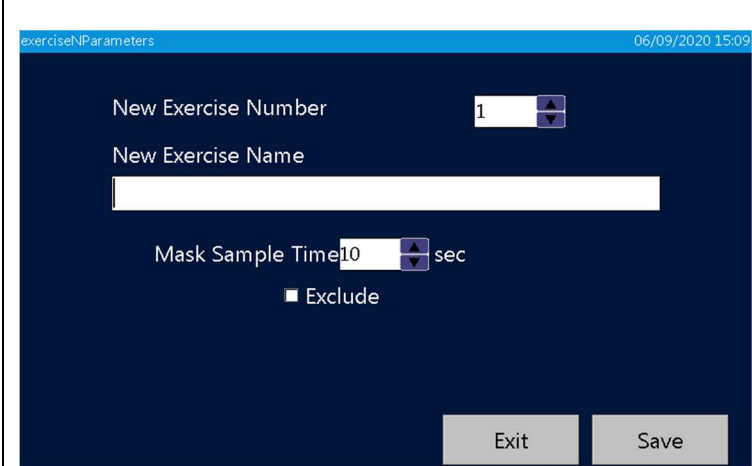 exerciseNParameters 06/09/2020 15:09
New Exercise Number 1
New Exercise Name
Mask Sample Time 10 sec
Exclude
Exit Save